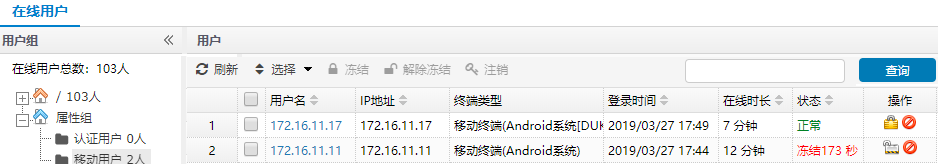 在线用户
用户组
用户
在线用户总数：103人
刷新 选择 冻结 解除冻结 注销 查询
/ 103人
属性组
认证用户 0人
移动用户 2人
用户名 IP地址 终端类型 登录时间 在线时长 状态 操作
1 172.16.11.17 172.16.11.17 移动终端(Android系统[DUK 2019/03/27 17:49 7 分钟 正常
2 172.16.11.11 172.16.11.11 移动终端(Android系统) 2019/03/27 17:44 12 分钟 冻结173 秒